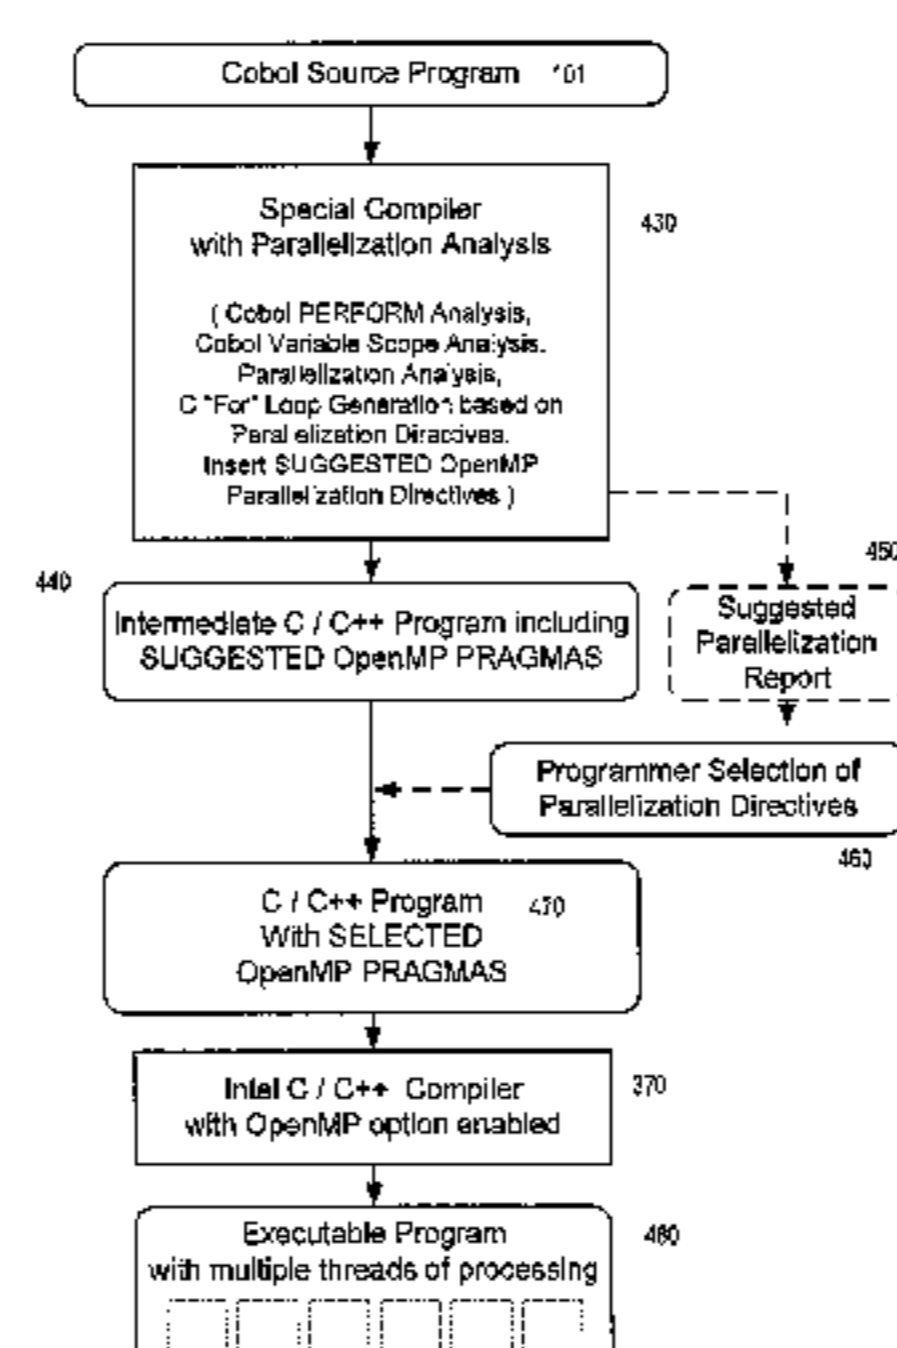 Cobol Source Program 101
Special Compiler
with Parallelization Analysis
430
( Cobol PERFORM Analysis,
Cobol Variable Scope Analysis.
Parallelization Analysis,
C "For" Loop Generation based on
Parallelization Directives.
Insert SUGGESTED OpenMP
Parallelization Directives )
440
450
Intermediate C / C++ Program including
SUGGESTED OpenMP PRAGMAS
Suggested
Parallelization
Report
Programmer Selection of
Parallelization Directives
460
C / C++ Program 470
With SELECTED
OpenMP PRAGMAS
Intel C / C++ Compiler
with OpenMP option enabled
370
Executable Program
with multiple threads of processing